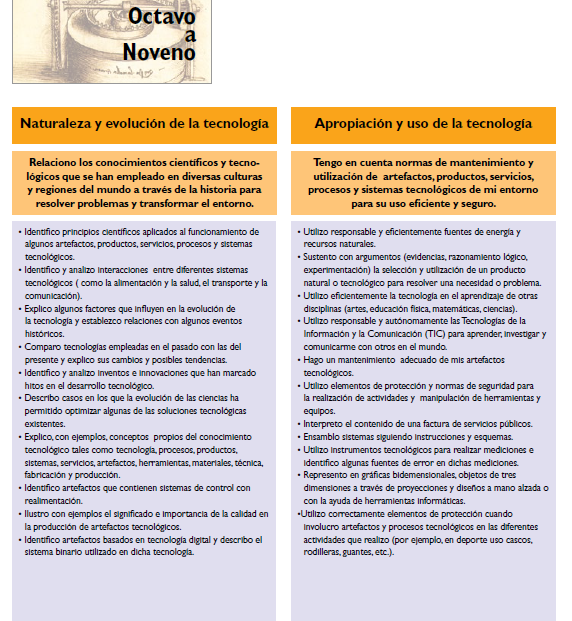 Octavo
a
Noveno
Naturaleza y evolución de la tecnología
Relaciono los conocimientos científicos y tecno-
lógicos que se han empleado en diversas culturas
y regiones del mundo a través de la historia para
resolver problemas y transformar el entorno.
• Identifico principios científicos aplicados al funcionamiento de
algunos artefactos, productos, servicios, procesos y sistemas
tecnológicos.
• Identifico y analizo interacciones entre diferentes sistemas
tecnológicos ( como la alimentación y la salud, el transporte y la
comunicación).
• Explico algunos factores que influyen en la evolución de
la tecnología y establezco relaciones con algunos eventos
históricos.
• Comparo tecnologías empleadas en el pasado con las del
presente y explico sus cambios y posibles tendencias.
• Identifico y analizo inventos e innovaciones que han marcado
hitos en el desarrollo tecnológico.
• Describo casos en los que la evolución de las ciencias ha
permitido optimizar algunas de las soluciones tecnológicas
existentes.
• Explico, con ejemplos, conceptos propios del conocimiento
tecnológico tales como tecnología, procesos, productos,
sistemas, servicios, artefactos, herramientas, materiales, técnica,
fabricación y producción.
• Identifico artefactos que contienen sistemas de control con
realimentación.
• Ilustro con ejemplos el significado e importancia de la calidad en
la producción de artefactos tecnológicos.
• Identifico artefactos basados en tecnología digital y describo el
sistema binario utilizado en dicha tecnología.
Apropiación y uso de la tecnología
Tengo en cuenta normas de mantenimiento y
utilización de artefactos, productos, servicios,
procesos y sistemas tecnológicos de mi entorno
para su uso eficiente y seguro.
• Utilizo responsable y eficientemente fuentes de energía y
recursos naturales.
• Sustento con argumentos (evidencias, razonamiento lógico,
experimentación) la selección y utilización de un producto
natural o tecnológico para resolver una necesidad o problema.
• Utilizo eficientemente la tecnología en el aprendizaje de otras
disciplinas (artes, educación física, matemáticas, ciencias).
• Utilizo responsable y autónomamente las Tecnologías de la
Información y la Comunicación (TIC) para aprender, investigar y
comunicarme con otros en el mundo.
• Hago un mantenimiento adecuado de mis artefactos
tecnológicos.
• Utilizo elementos de protección y normas de seguridad para
la realización de actividades y manipulación de herramientas y
equipos.
• Interpreto el contenido de una factura de servicios públicos.
• Ensamblo sistemas siguiendo instrucciones y esquemas.
• Utilizo instrumentos tecnológicos para realizar mediciones e
identifico algunas fuentes de error en dichas mediciones.
• Represento en gráficas bidemensionales, objetos de tres
dimensiones a través de proyecciones y diseños a mano alzada o
con la ayuda de herramientas informáticas.
•Utilizo correctamente elementos de protección cuando
involucro artefactos y procesos tecnológicos en las diferentes
actividades que realizo (por ejemplo, en deporte uso cascos,
rodilleras, guantes, etc.).